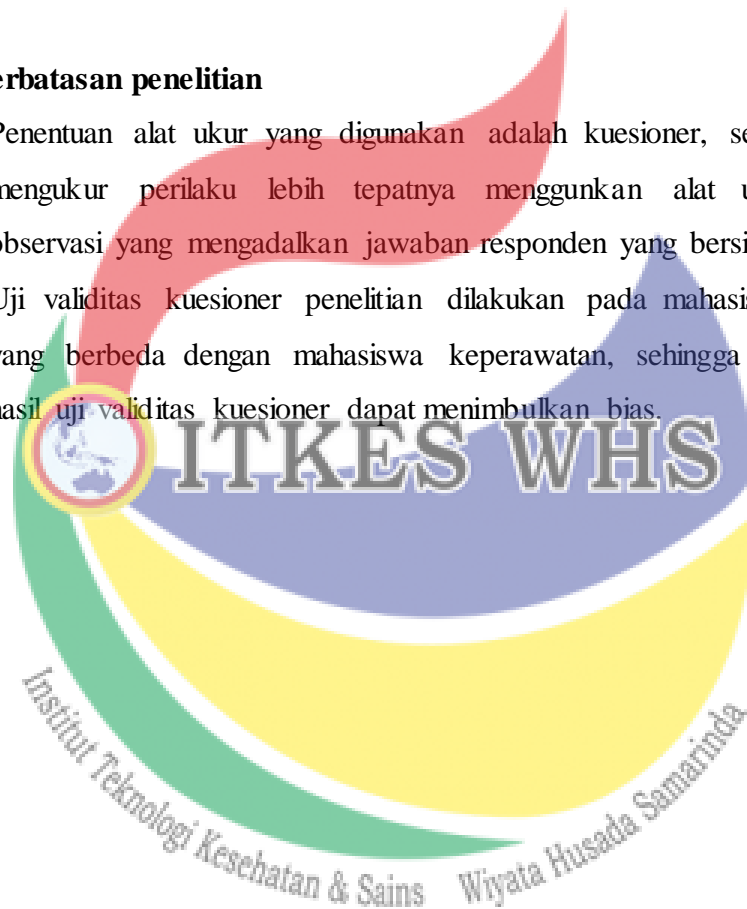 erbatasan penelitian
Penentuan alat ukur yang digunakan adalah kuesioner, se
mengukur perilaku lebih tepatnya menggunkan alat u
observasi yang mengadalkan jawaban responden yang bersi
Uji validitas kuesioner penelitian dilakukan pada mahasis
yang berbeda dengan mahasiswa keperawatan, sehingga
hasil uji validitas kuesioner dapat menimbulkan bias.
ITKES WHS
Institut Teknologi Kesehatan & Sains Wiyata Husada Samarinda